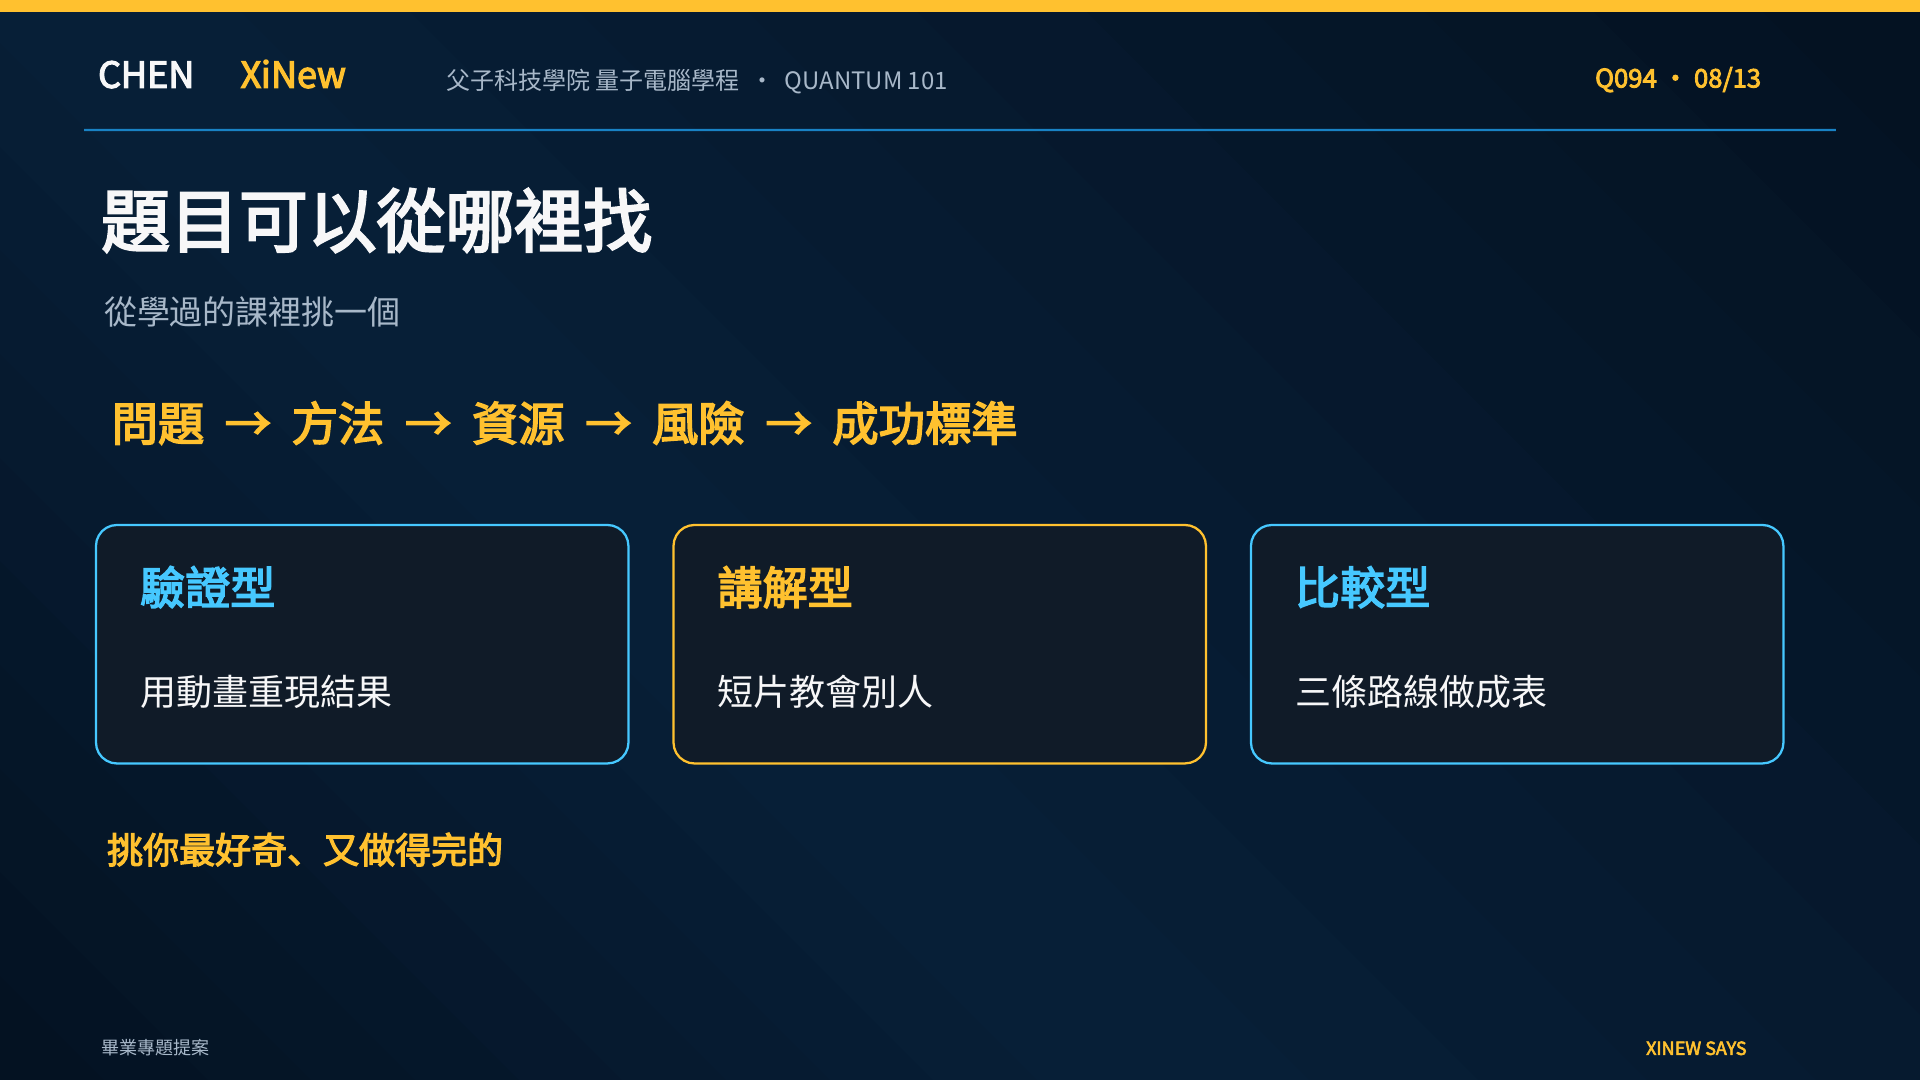 CHEN XiNew 父子科技學院 量子電腦學程 • QUANTUM 101 Q094 • 08/13
題目可以從哪裡找
從學過的課裡挑一個
問題 → 方法 → 資源 → 風險 → 成功標準
驗證型
用動畫重現結果
講解型
短片教會別人
比較型
三條路線做成表
挑你最好奇、又做得完的
畢業專題提案
XINEW SAYS